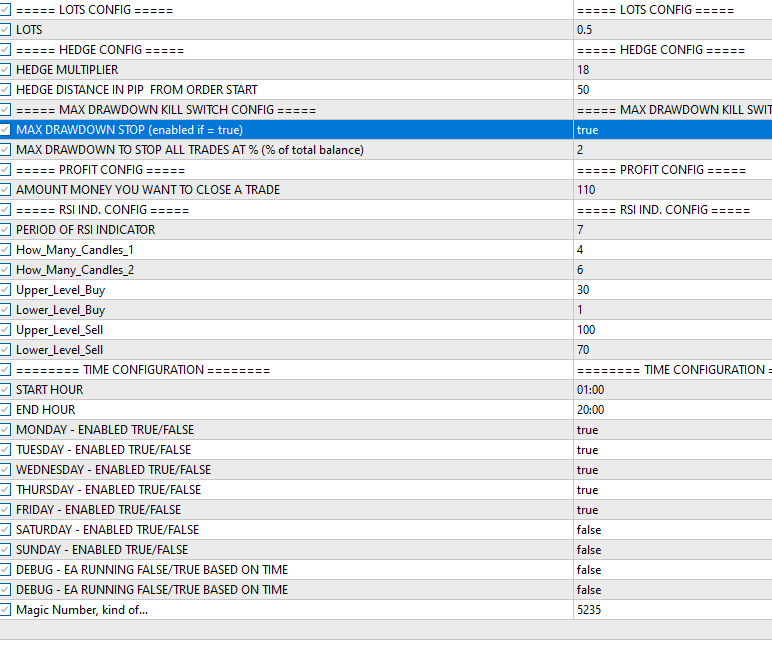 ===== LOTS CONFIG ===== ===== LOTS CONFIG =====
LOTS 0.5
===== HEDGE CONFIG ===== ===== HEDGE CONFIG =====
HEDGE MULTIPLIER 18
HEDGE DISTANCE IN PIP  FROM ORDER START 50
===== MAX DRAWDOWN KILL SWITCH CONFIG ===== ===== MAX DRAWDOWN KILL SWIT
MAX DRAWDOWN STOP (enabled if = true) true
MAX DRAWDOWN TO STOP ALL TRADES AT % (% of total balance) 2
===== PROFIT CONFIG ===== ===== PROFIT CONFIG =====
AMOUNT MONEY YOU WANT TO CLOSE A TRADE 110
===== RSI IND. CONFIG ===== ===== RSI IND. CONFIG =====
PERIOD OF RSI INDICATOR 7
How_Many_Candles_1 4
How_Many_Candles_2 6
Upper_Level_Buy 30
Lower_Level_Buy 1
Upper_Level_Sell 100
Lower_Level_Sell 70
======== TIME CONFIGURATION ======== ======== TIME CONFIGURATION =
START HOUR 01:00
END HOUR 20:00
MONDAY - ENABLED TRUE/FALSE true
TUESDAY - ENABLED TRUE/FALSE true
WEDNESDAY - ENABLED TRUE/FALSE true
THURSDAY - ENABLED TRUE/FALSE true
FRIDAY - ENABLED TRUE/FALSE true
SATURDAY - ENABLED TRUE/FALSE false
SUNDAY - ENABLED TRUE/FALSE false
DEBUG - EA RUNNING FALSE/TRUE BASED ON TIME false
DEBUG - EA RUNNING FALSE/TRUE BASED ON TIME false
Magic Number, kind of... 5235